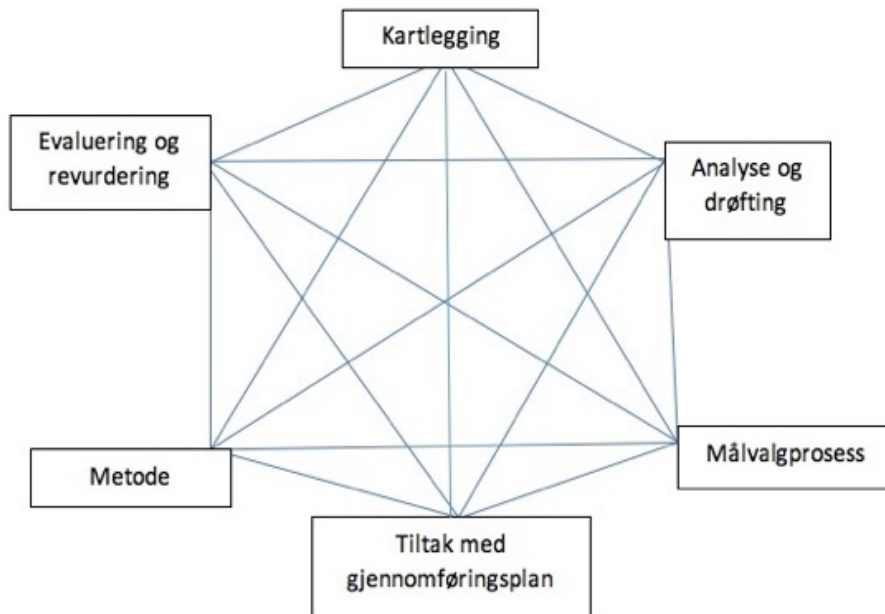 Kartlegging
Evaluering og
revurdering
Analyse og
drøfting
Metode
Målvalgprosess
Tiltak med
gjennomføringsplan